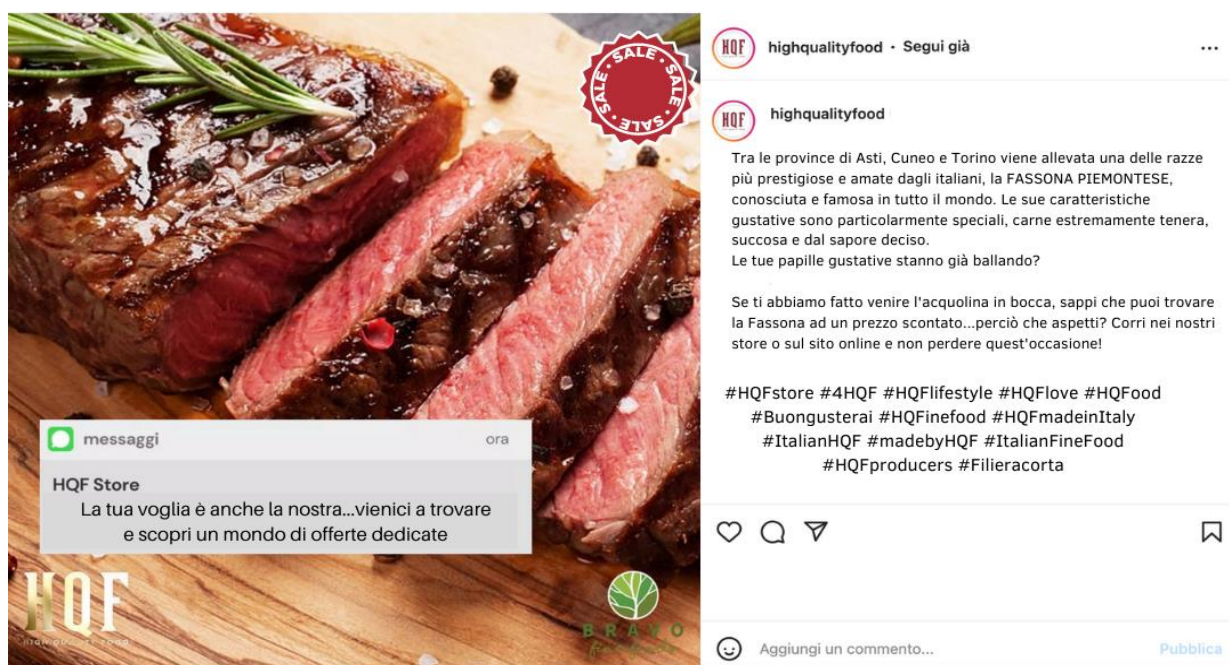 SALE · SALE · SALE · SALE ·
messaggi
ora
HQF Store
La tua voglia è anche la nostra...vienici a trovare
e scopri un mondo di offerte dedicate
HQF
HIGH QUALITY FOOD
BRAVO
HQF
highqualityfood · Segui già
HQF
highqualityfood
Tra le province di Asti, Cuneo e Torino viene allevata una delle razze
più prestigiose e amate dagli italiani, la FASSONA PIEMONTESE,
conosciuta e famosa in tutto il mondo. Le sue caratteristiche
gustative sono particolarmente speciali, carne estremamente tenera,
succosa e dal sapore deciso.
Le tue papille gustative stanno già ballando?
Se ti abbiamo fatto venire l'acquolina in bocca, sappi che puoi trovare
la Fassona ad un prezzo scontato...perciò che aspetti? Corri nei nostri
store o sul sito online e non perdere quest'occasione!
#HQFstore #4HQF #HQFlifestyle #HQFlove #HQFood
#Buongusterai #HQFinefood #HQFmadeinItaly
#ItalianHQF #madebyHQF #ItalianFineFood
#HQFproducers #Filieracorta
Aggiungi un commento...
Pubblica